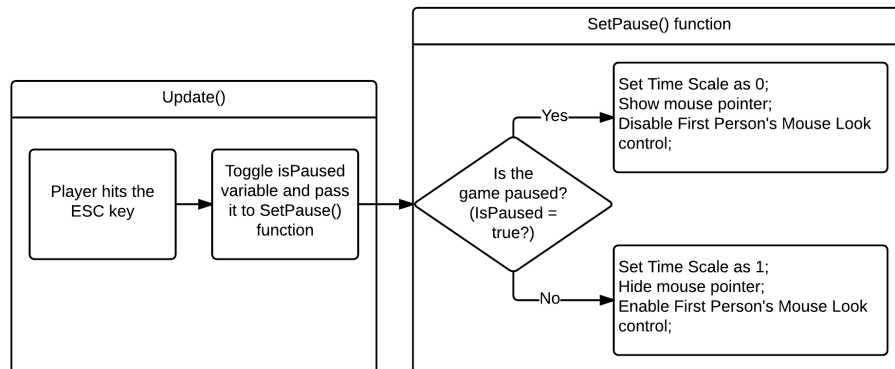 SetPause() function
Update()
Player hits the
ESC key
Toggle isPaused
variable and pass
it to SetPause()
function
Is the
game paused?
(IsPaused =
true?)
Yes
Set Time Scale as 0;
Show mouse pointer;
Disable First Person's Mouse Look
control;
No
Set Time Scale as 1;
Hide mouse pointer;
Enable First Person's Mouse Look
control;